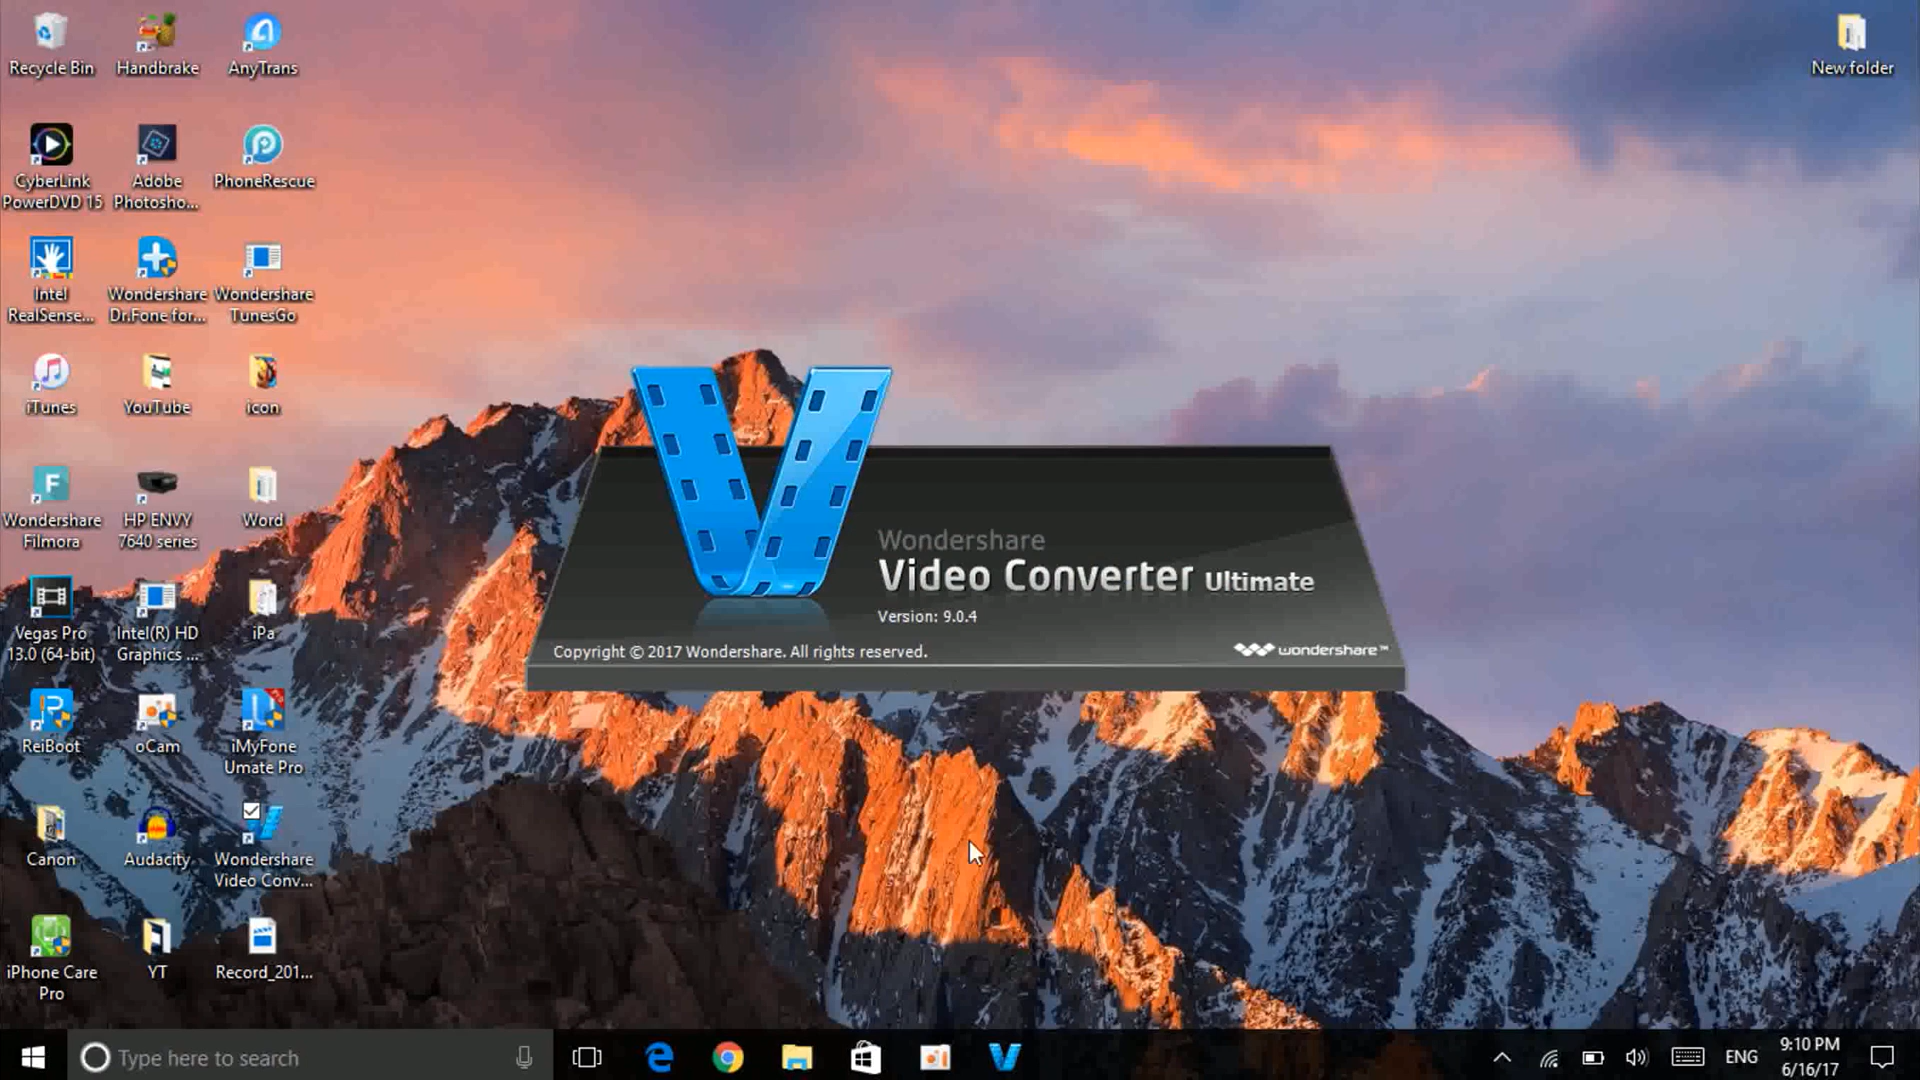 Recycle Bin
Handbrake
AnyTrans
New folder
CyberLink
PowerDVD 15
Adobe
Photosho...
PhoneRescue
Intel
RealSense...
Wondershare
Dr.Fone for...
Wondershare
TunesGo
iTunes
YouTube
icon
Wondershare
Filmora
HP ENVY
7640 series
Word
Wondershare
Video Converter Ultimate
Version: 9.0.4
Copyright © 2017 Wondershare. All rights reserved.
wondershare™
Vegas Pro
13.0 (64-bit)
Intel(R) HD
Graphics ...
iPa
ReiBoot
oCam
iMyFone
Umate Pro
Canon
Audacity
Wondershare
Video Conv...
iPhone Care
Pro
YT
Record_201...
Type here to search
ENG
9:10 PM
6/16/17